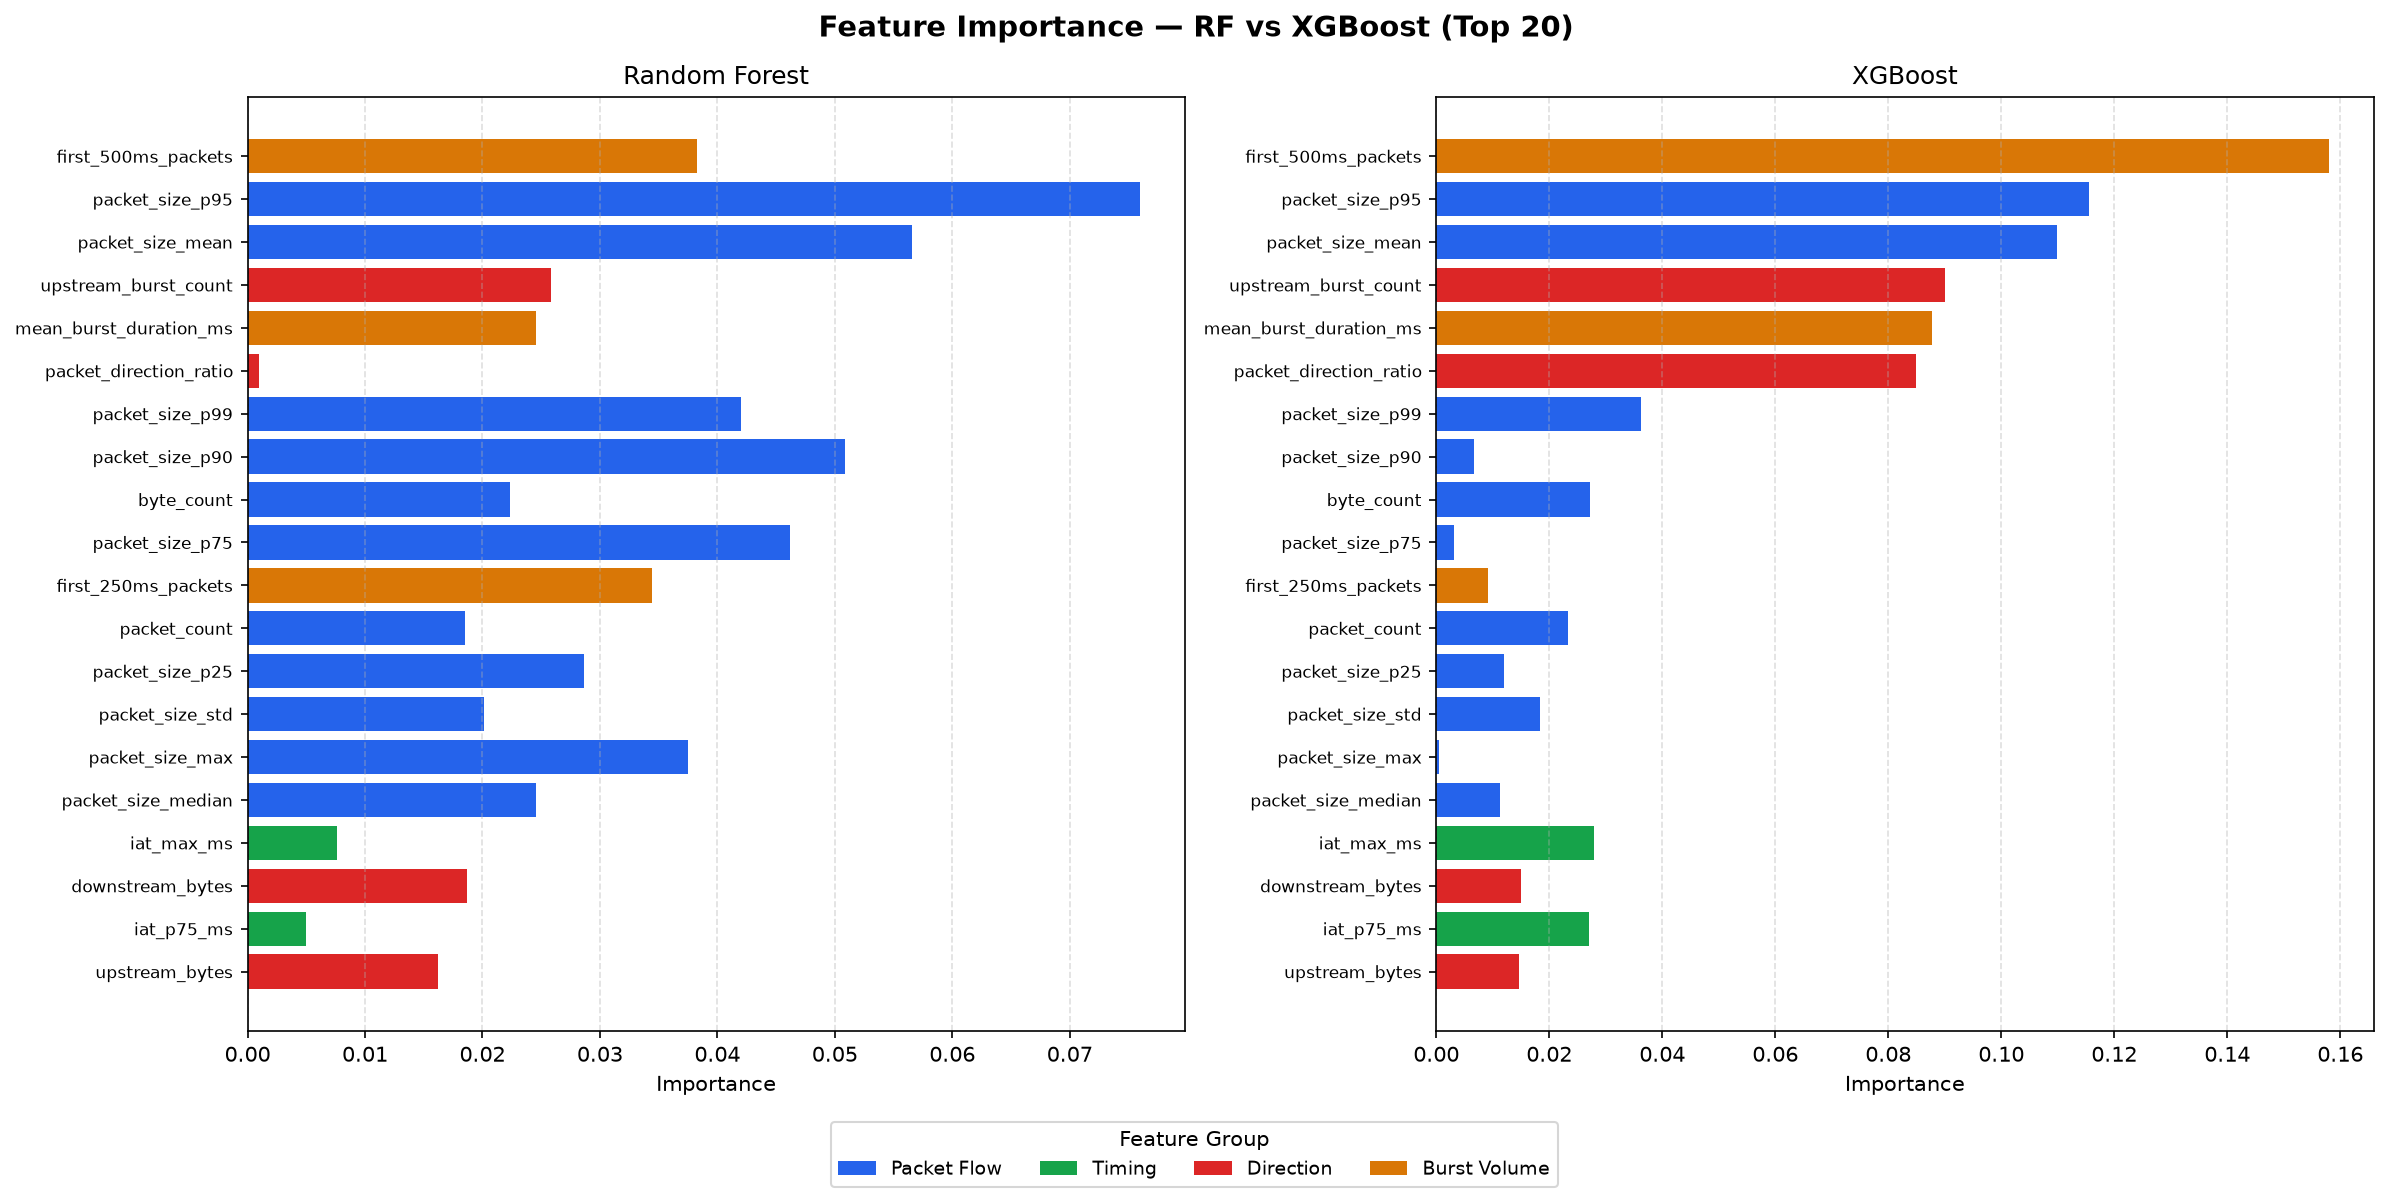 Feature Importance — RF vs XGBoost (Top 20)
Random Forest
first_500ms_packets
packet_size_p95
packet_size_mean
upstream_burst_count
mean_burst_duration_ms
packet_direction_ratio
packet_size_p99
packet_size_p90
byte_count
packet_size_p75
first_250ms_packets
packet_count
packet_size_p25
packet_size_std
packet_size_max
packet_size_median
iat_max_ms
downstream_bytes
iat_p75_ms
upstream_bytes
0.00 0.01 0.02 0.03 0.04 0.05 0.06 0.07
Importance
XGBoost
first_500ms_packets
packet_size_p95
packet_size_mean
upstream_burst_count
mean_burst_duration_ms
packet_direction_ratio
packet_size_p99
packet_size_p90
byte_count
packet_size_p75
first_250ms_packets
packet_count
packet_size_p25
packet_size_std
packet_size_max
packet_size_median
iat_max_ms
downstream_bytes
iat_p75_ms
upstream_bytes
0.00 0.02 0.04 0.06 0.08 0.10 0.12 0.14 0.16
Importance
Feature Group
Packet Flow Timing Direction Burst Volume